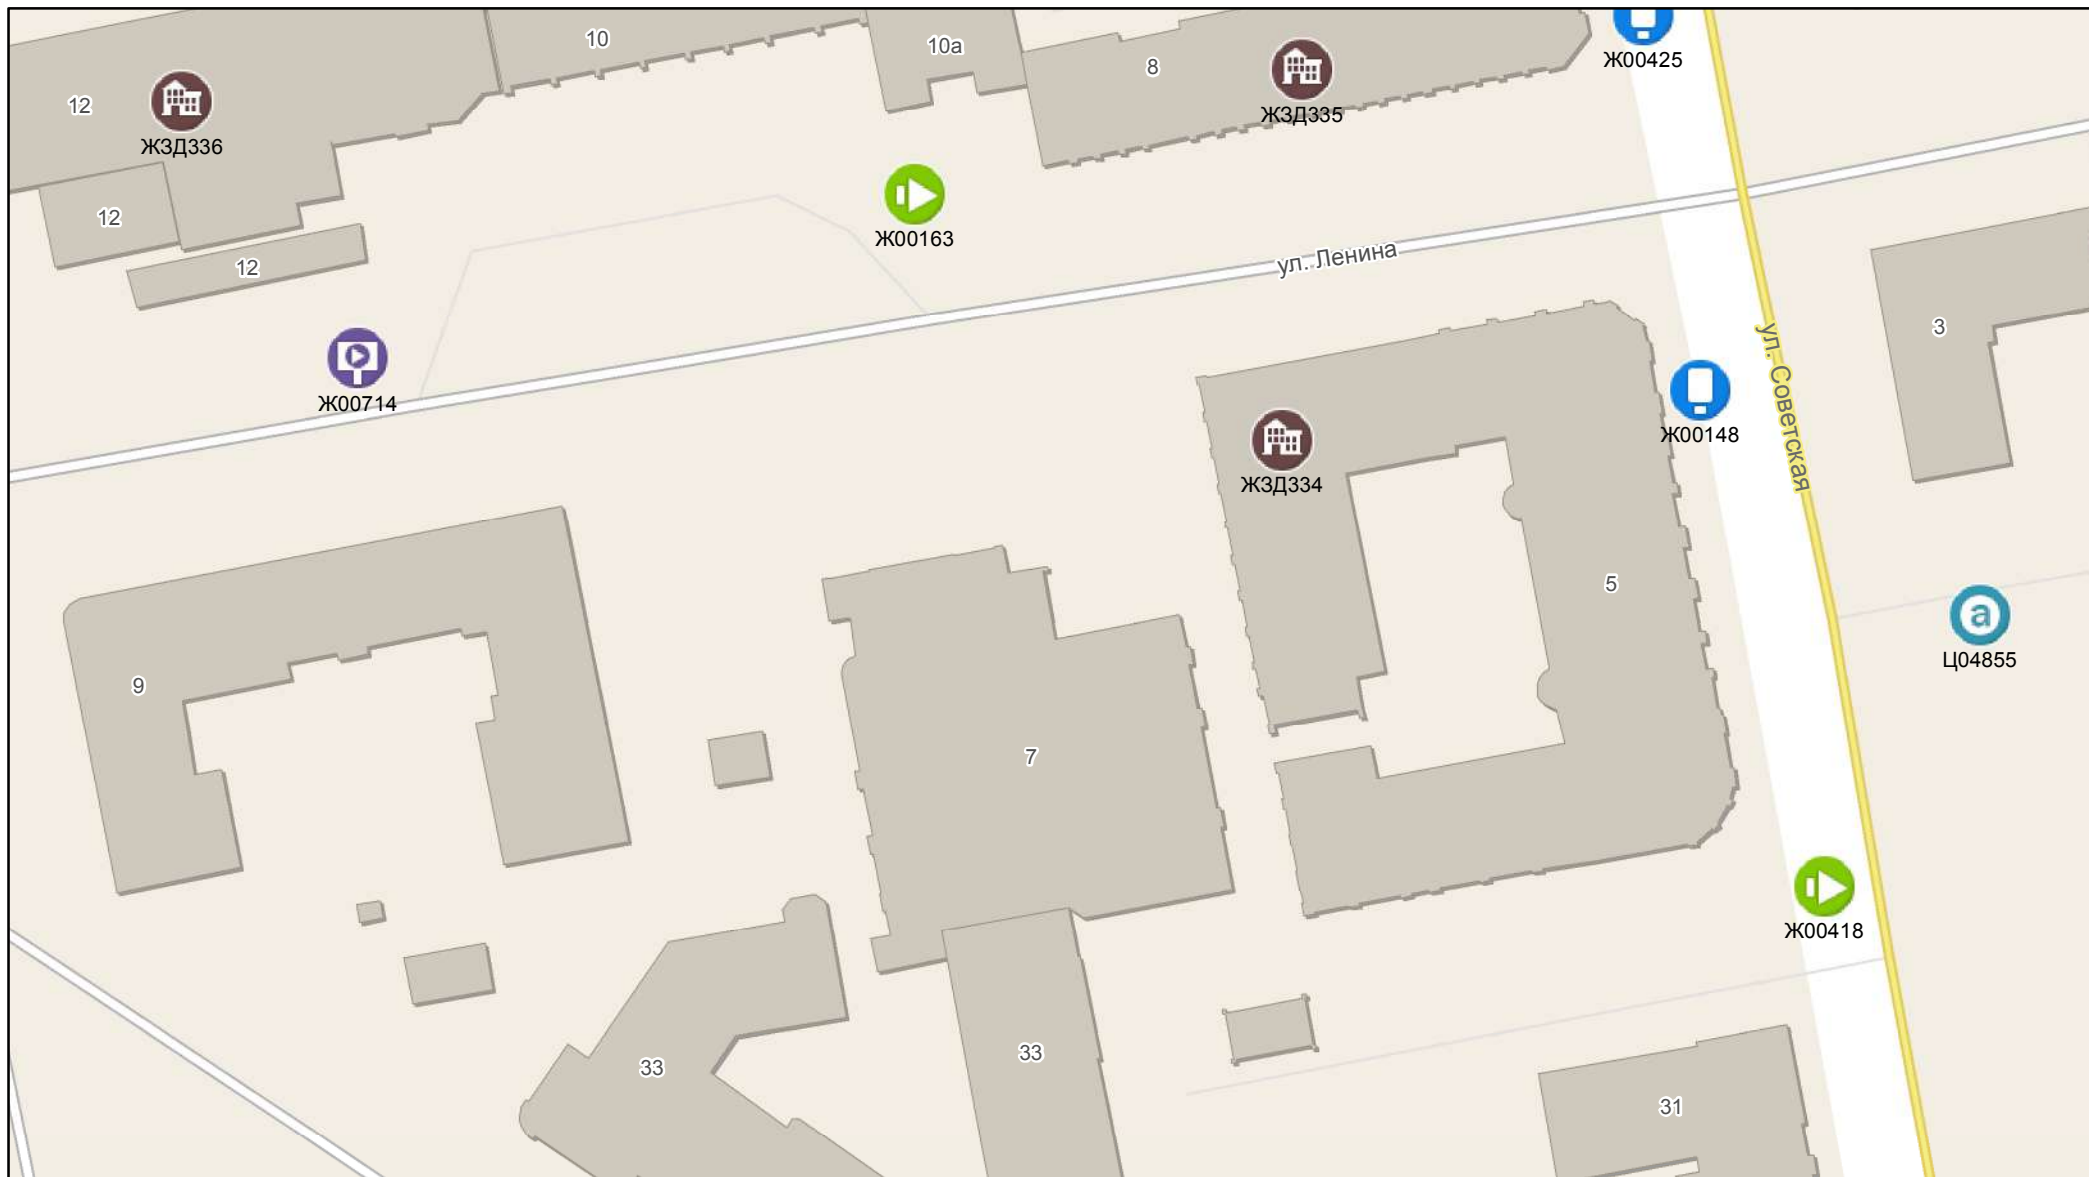 10
10а
8
Ж00425
12
ЖЗД336
ЖЗД335
12
Ж00163
12
ул. Ленина
3
Ж00714
ул. Советская
Ж00148
ЖЗД334
5
а
Ц04855
9
7
Ж00418
33
33
31